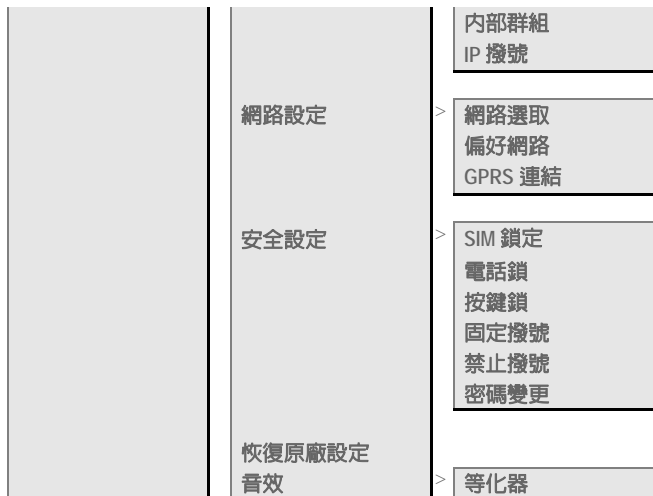 內部群組
IP 撥號
網路設定 > 網路選取
偏好網路
GPRS 連結
安全設定 > SIM 鎖定
電話鎖
按鍵鎖
固定撥號
禁止撥號
密碼變更
恢復原廠設定
音效 > 等化器